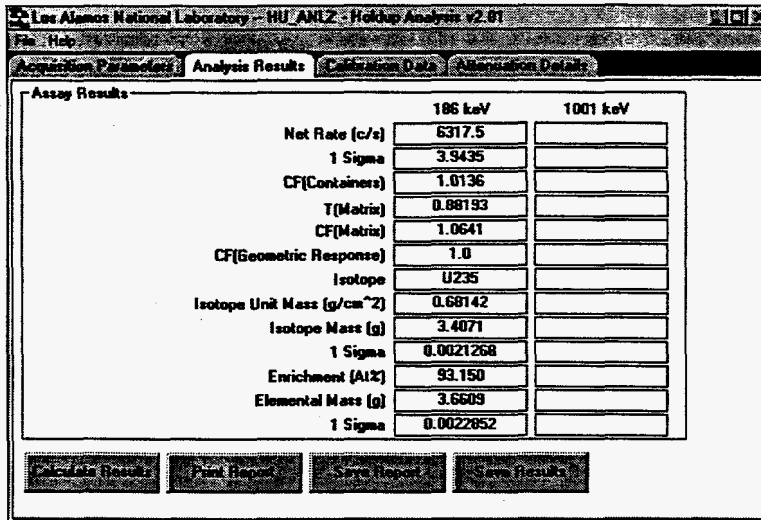 Los Alamos National Laboratory -- HU_ANLZ - Holdup Analysis v2.01
File Help
Acquisition Parameters Analysis Results Calibration Data Attenuation Details
Assay Results
186 keV 1001 keV
Net Rate (c/s) 6317.5
1 Sigma 3.9435
CF(Containers) 1.0136
T(Matrix) 0.88193
CF(Matrix) 1.0641
CF(Geometric Response) 1.0
Isotope U235
Isotope Unit Mass (g/cm^2) 0.68142
Isotope Mass (g) 3.4071
1 Sigma 0.0021268
Enrichment (At%) 93.150
Elemental Mass (g) 3.6609
1 Sigma 0.0022852
Calculate Results Print Report Save Report Save Results